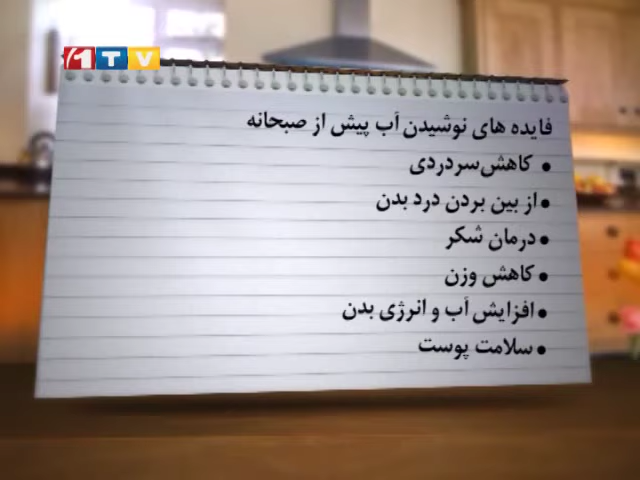 1TV
فایده های نوشیدن آب پیش از صبحانه
• کاهش سردردی
• از بین بردن درد بدن
• درمان شکر
• کاهش وزن
• افزایش آب و انرژی بدن
• سلامت پوست